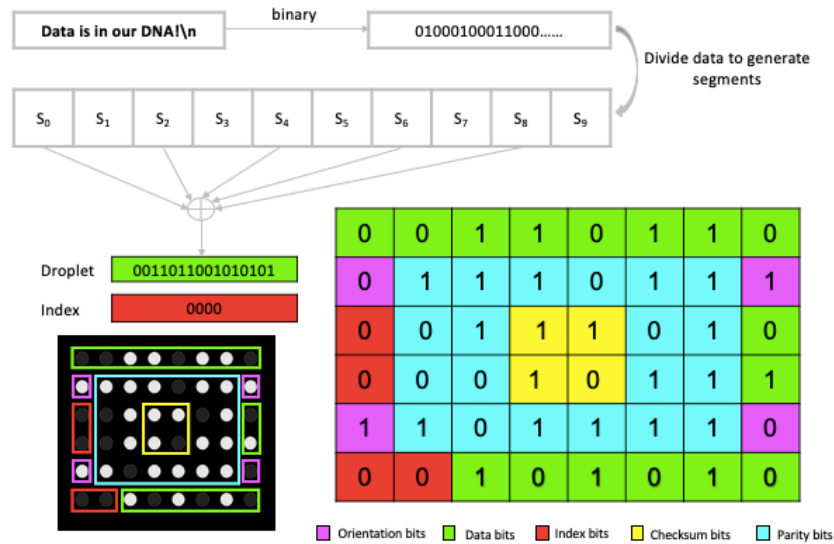 Data is in our DNA!\n
binary
01000100011000......
Divide data to generate
segments
S0 S1 S2 S3 S4 S5 S6 S7 S8 S9
Droplet 0011011001010101
Index 0000
0 0 1 1 0 1 1 0
0 1 1 1 0 1 1 1
0 0 1 1 1 0 1 0
0 0 0 1 0 1 1 1
1 1 0 1 1 1 1 0
0 0 1 0 1 0 1 0
Orientation bits Data bits Index bits Checksum bits Parity bits